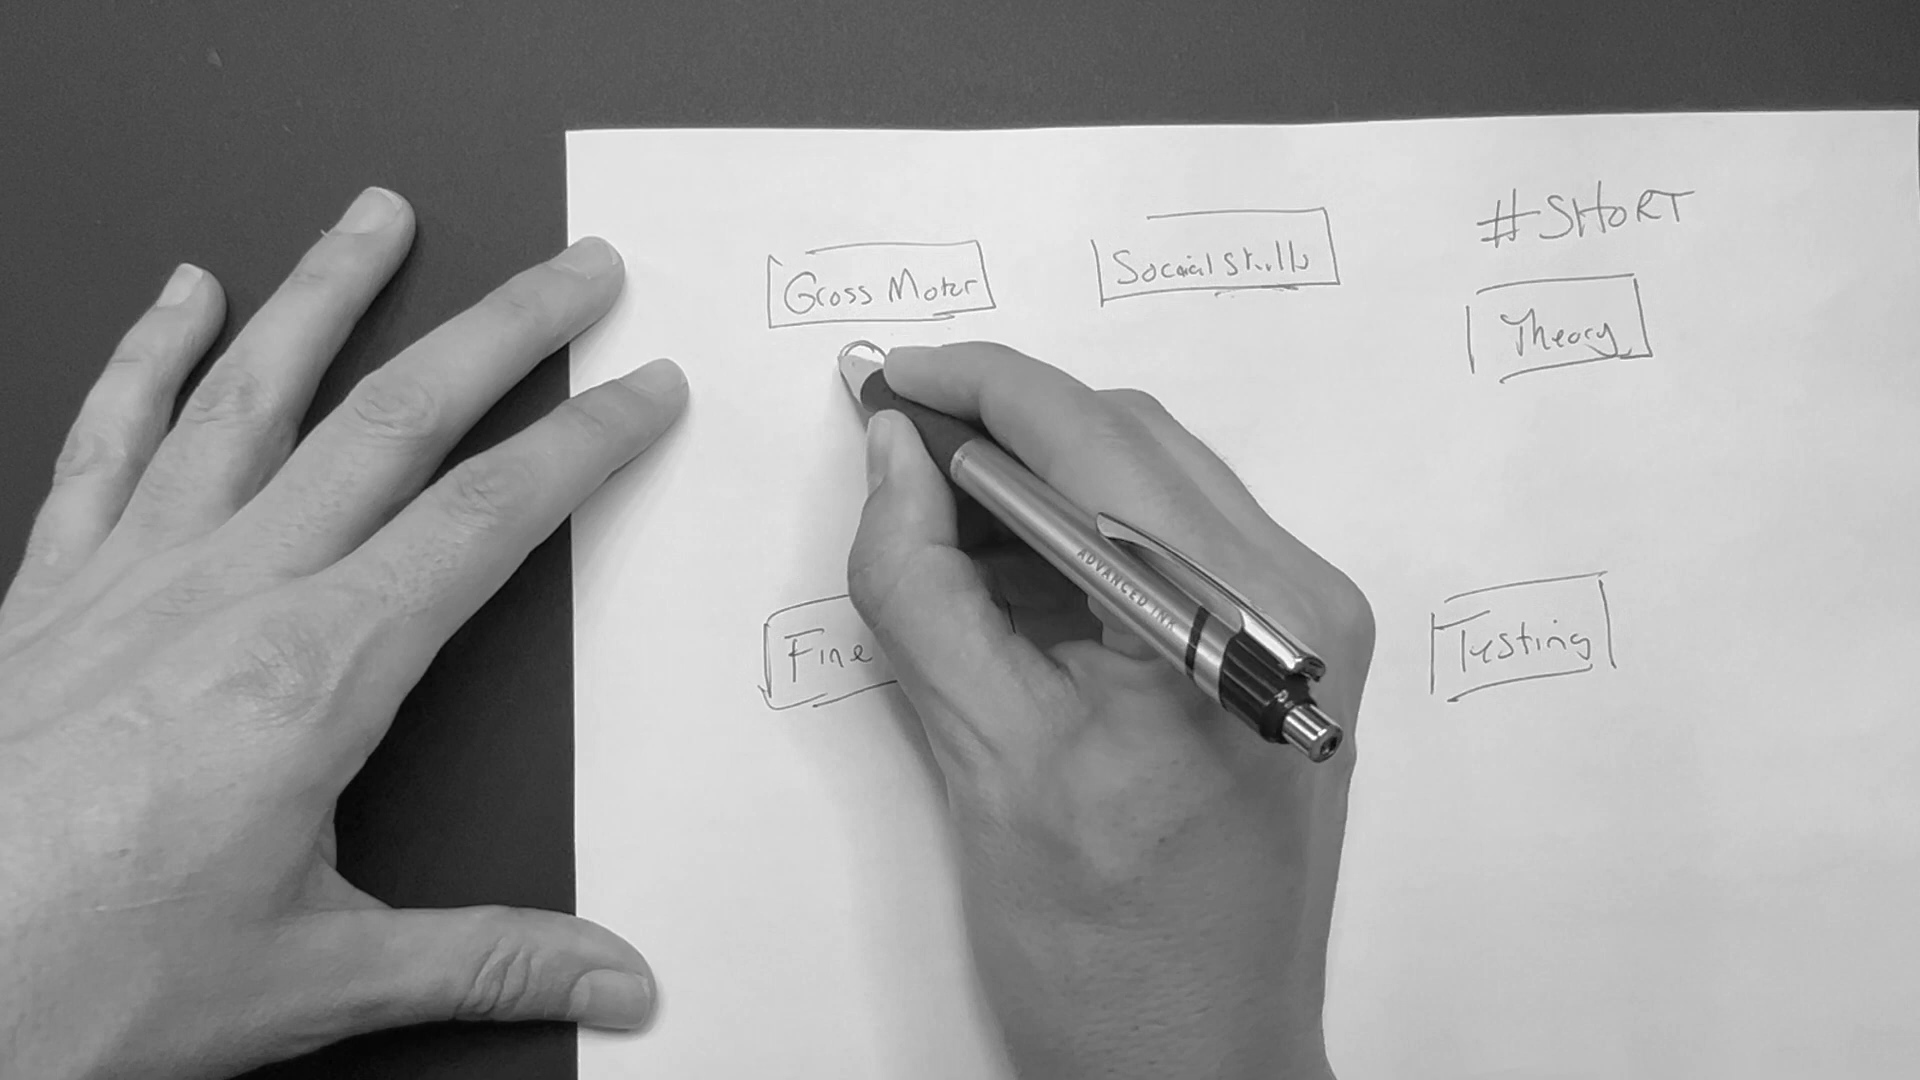 #SHORT
Gross Motor
Social Skills
Theory
Fine
Testing
ADVANCED INK